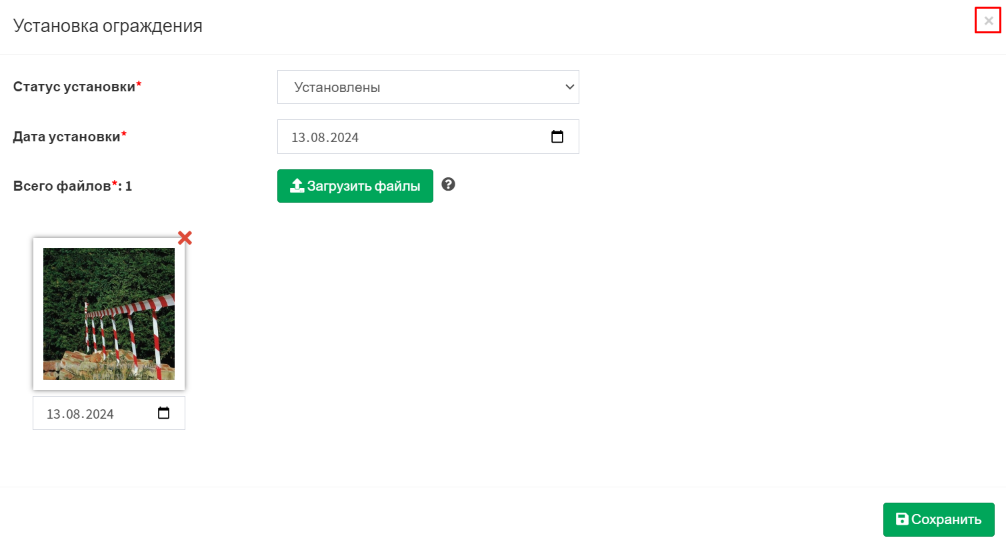 Установка ограждения
×
Статус установки*
Установлены
Дата установки*
13.08.2024
Всего файлов*: 1
Загрузить файлы
?
13.08.2024
Сохранить